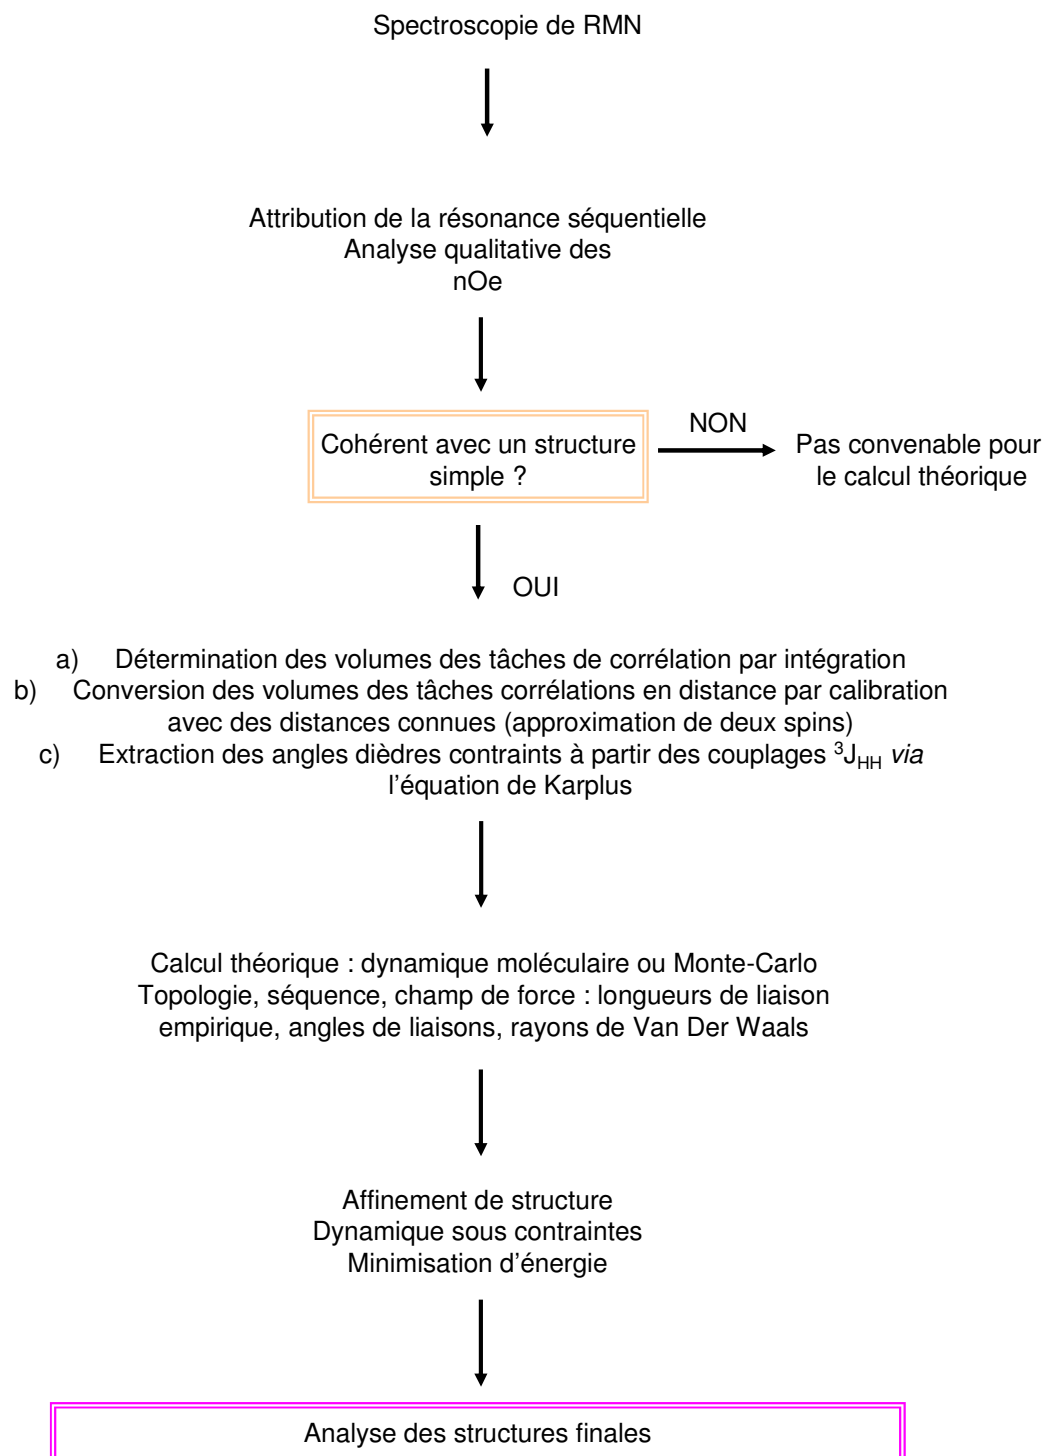 Spectroscopie de RMN
Attribution de la résonance séquentielle
Analyse qualitative des
nOe
Cohérent avec un structure
simple ?
NON
Pas convenable pour
le calcul théorique
OUI
a) Détermination des volumes des tâches de corrélation par intégration
b) Conversion des volumes des tâches corrélations en distance par calibration
avec des distances connues (approximation de deux spins)
c) Extraction des angles dièdres contraints à partir des couplages ³J_HH via
l’équation de Karplus
Calcul théorique : dynamique moléculaire ou Monte-Carlo
Topologie, séquence, champ de force : longueurs de liaison
empirique, angles de liaisons, rayons de Van Der Waals
Affinement de structure
Dynamique sous contraintes
Minimisation d’énergie
Analyse des structures finales